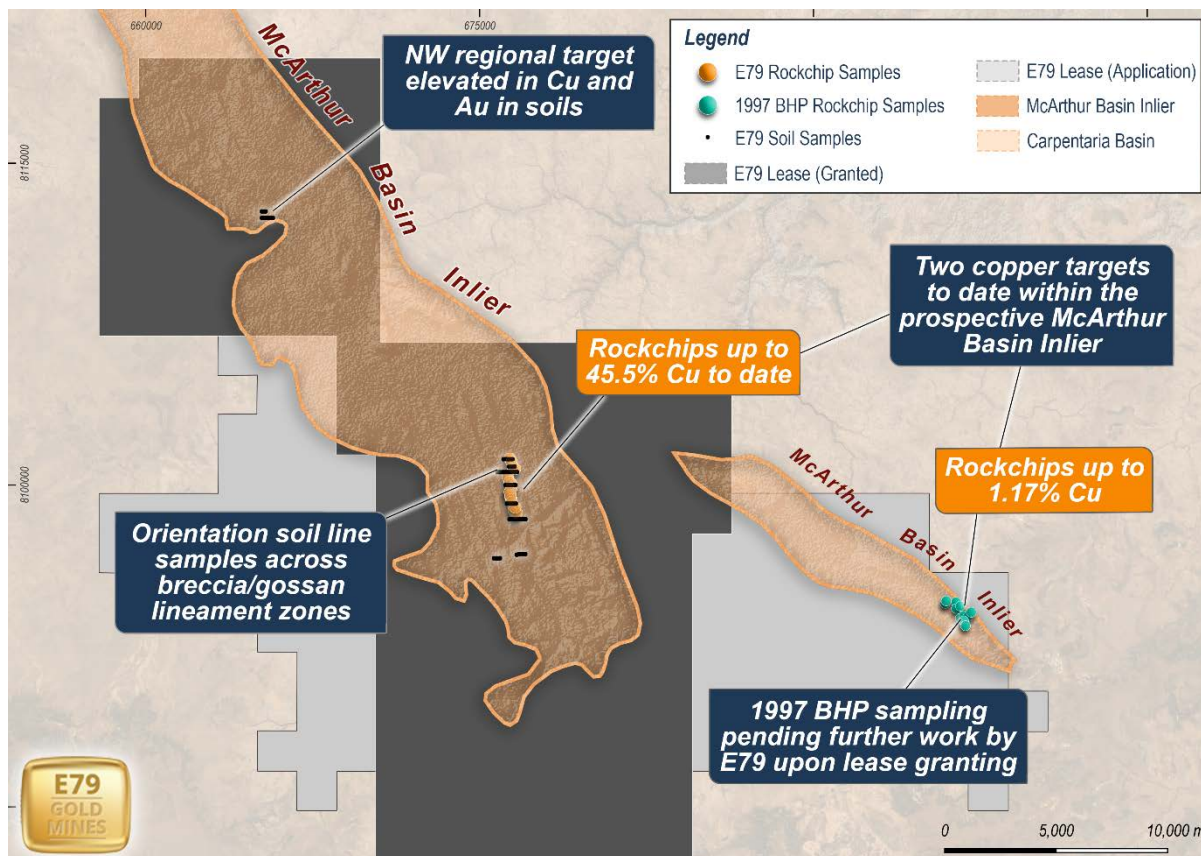 660000
675000
McArthur
Basin
Inlier
NW regional target
elevated in Cu and
Au in soils
Legend
E79 Rockchip Samples
1997 BHP Rockchip Samples
E79 Soil Samples
E79 Lease (Granted)
E79 Lease (Application)
McArthur Basin Inlier
Carpentaria Basin
8115000
Two copper targets
to date within the
prospective McArthur
Basin Inlier
Rockchips up to
45.5% Cu to date
8100000
McArthur
Basin
Inlier
Rockchips up to
1.17% Cu
Orientation soil line
samples across
breccia/gossan
lineament zones
1997 BHP sampling
pending further work by
E79 upon lease granting
E79
GOLD
MINES
0 5,000 10,000 m